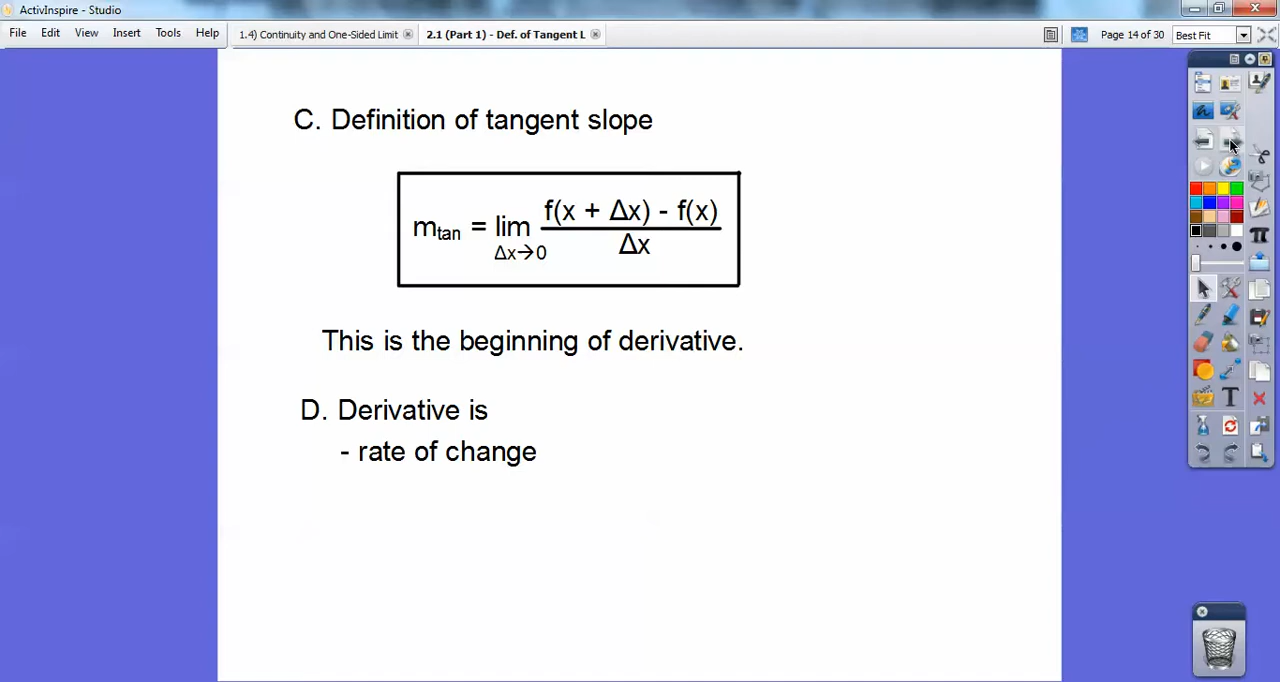 ActivInspire - Studio
File Edit View Insert Tools Help
1.4) Continuity and One-Sided Limit
2.1 (Part 1) - Def. of Tangent L
Page 14 of 30
Best Fit
C. Definition of tangent slope
f(x + Δx) - f(x)
mtan = lim
Δx→0
Δx
This is the beginning of derivative.
D. Derivative is
- rate of change